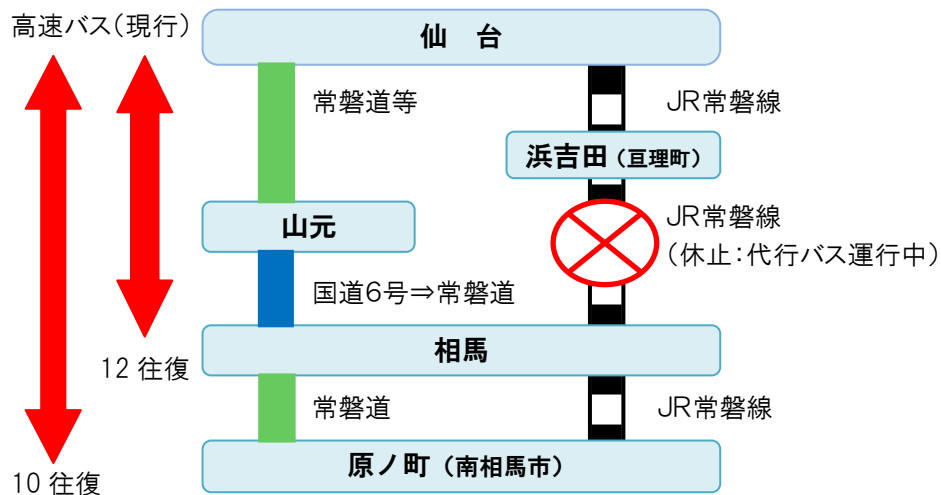 高速バス(現行)
仙 台
常磐道等
JR常磐線
浜吉田(亘理町)
山元
JR常磐線
(休止:代行バス運行中)
国道6号⇒常磐道
相馬
12 往復
常磐道
JR常磐線
原ノ町(南相馬市)
10 往復